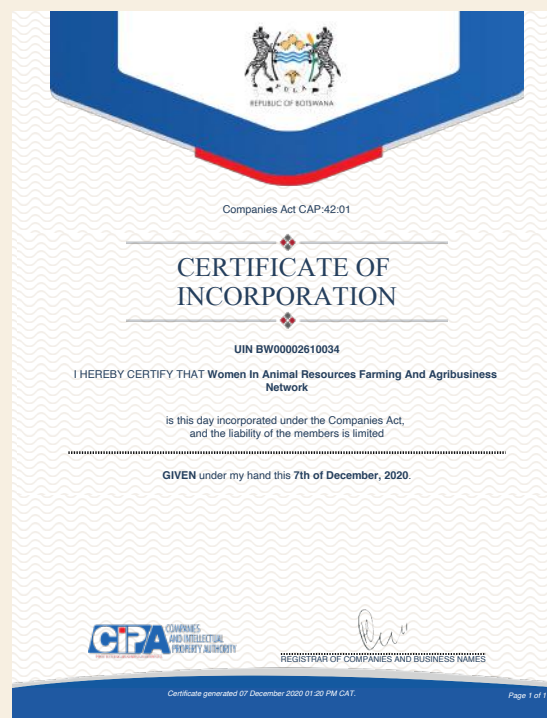 PULA
REPUBLIC OF BOTSWANA
Companies Act CAP:42:01
CERTIFICATE OF
INCORPORATION
UIN BW00002610034
I HEREBY CERTIFY THAT Women In Animal Resources Farming And Agribusiness
Network
is this day incorporated under the Companies Act,
and the liability of the members is limited
GIVEN under my hand this 7th of December, 2020.
CIPA
COMPANIES
AND INTELLECTUAL
PROPERTY AUTHORITY
REGISTRAR OF COMPANIES AND BUSINESS NAMES
Certificate generated 07 December 2020 01:20 PM CAT.
Page 1 of 1